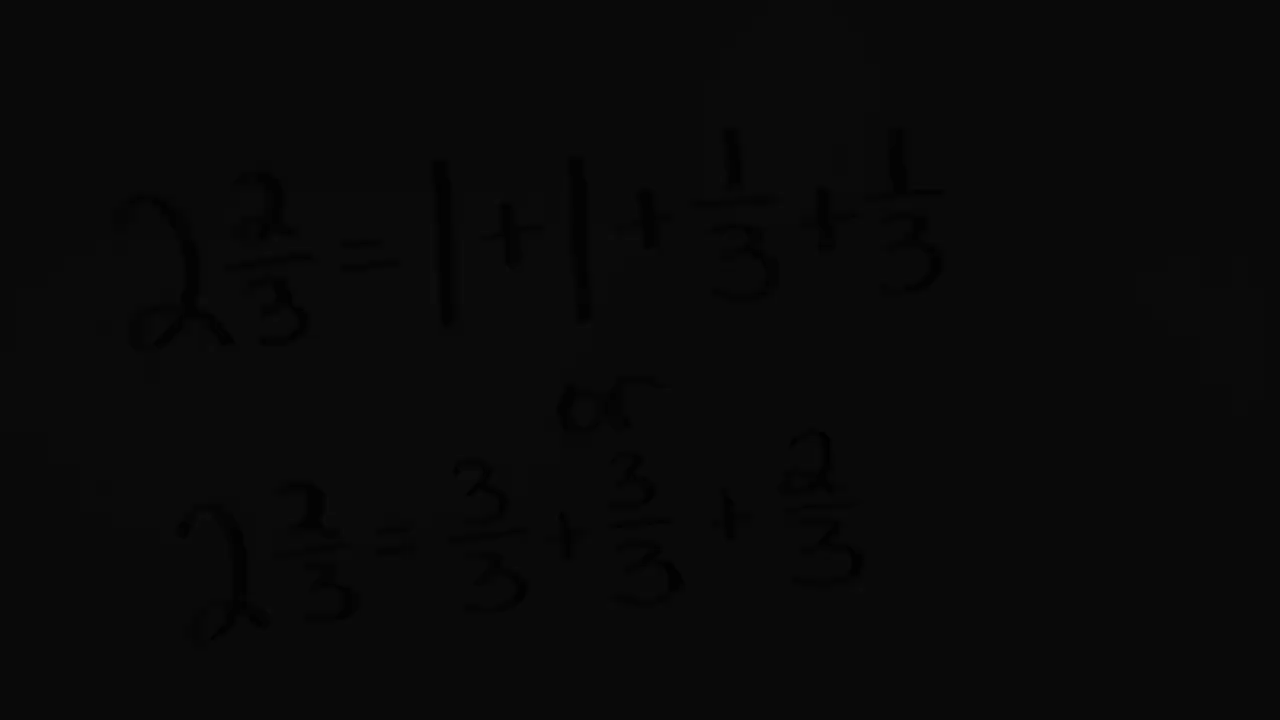 2 2/3 = 1 + 1 + 1/3 + 1/3
or
2 2/3 = 3/3 + 3/3 + 2/3